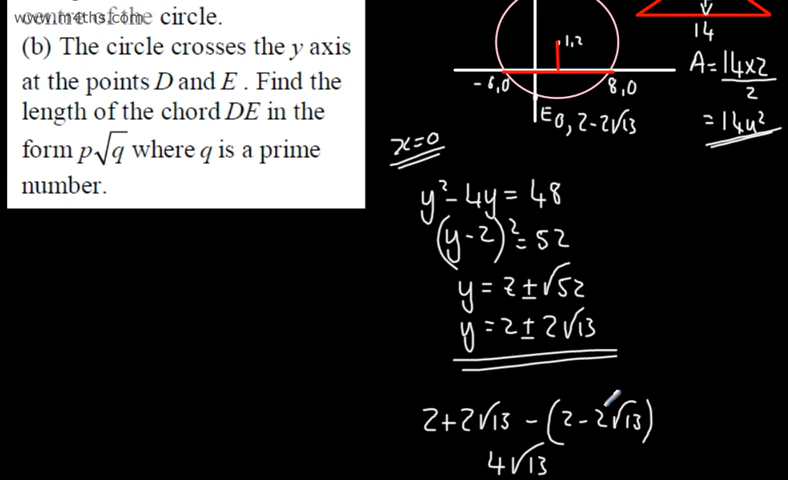 www.m4ths.com
centre of the circle.
(b) The circle crosses the y axis
at the points D and E . Find the
length of the chord DE in the
form p√q where q is a prime
number.
1,2
-6,0
8,0
E 0, 2-2√13
14
A = 14x2
2
= 14u²
x=0
y² - 4y = 48
(y-2)² = 52
y = 2 ± √52
y = 2 ± 2√13
2+2√13 - (2-2√13)
4√13